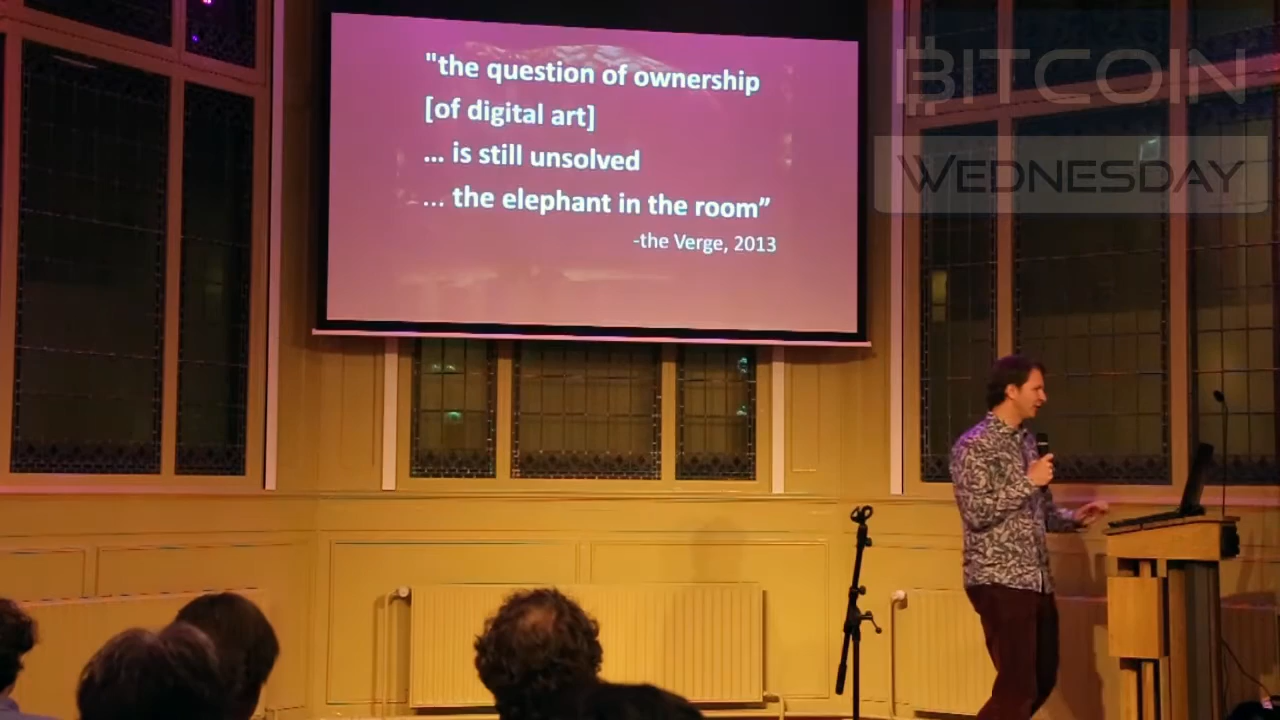 "the question of ownership
[of digital art]
... is still unsolved
... the elephant in the room”
-the Verge, 2013
BITCOIN
WEDNESDAY